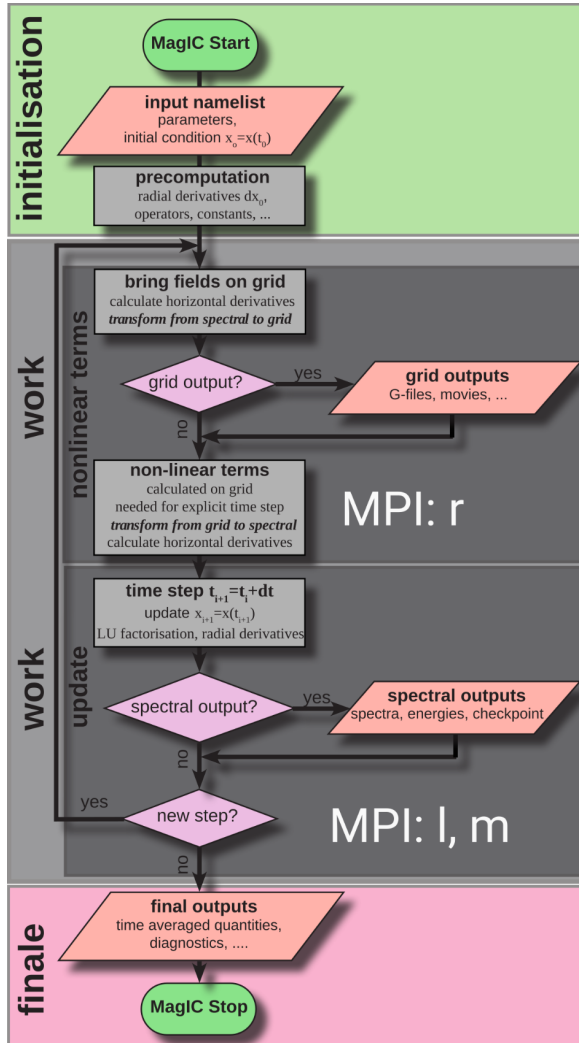 initialisation
MagIC Start
input namelist
parameters,
initial condition x₀=x(t₀)
precomputation
radial derivatives dx₀,
operators, constants, ...
work
nonlinear terms
bring fields on grid
calculate horizontal derivatives
transform from spectral to grid
grid output?
yes
no
grid outputs
G-files, movies, ...
non-linear terms
calculated on grid
needed for explicit time step
transform from grid to spectral
calculate horizontal derivatives
MPI: r
work
update
time step tᵢ₊₁=tᵢ+dt
update xᵢ₊₁=x(tᵢ₊₁)
LU factorisation, radial derivatives
spectral output?
yes
no
spectral outputs
spectra, energies, checkpoint
new step?
yes
no
MPI: l, m
finale
final outputs
time averaged quantities,
diagnostics, ....
MagIC Stop